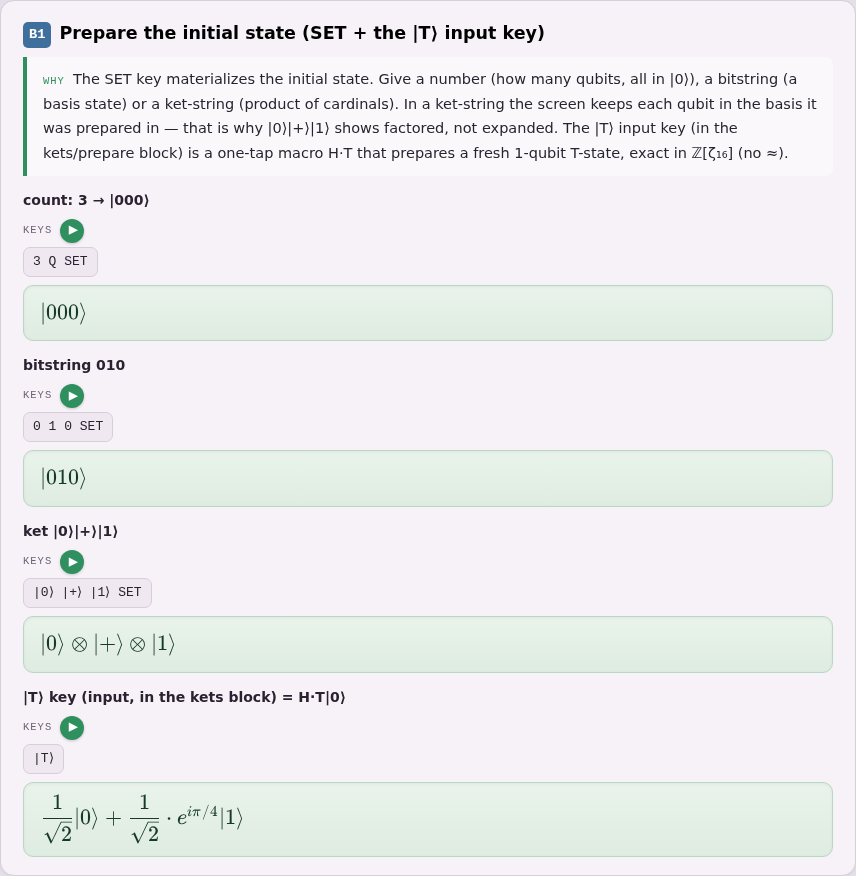 B1 Prepare the initial state (SET + the |T⟩ input key)
WHY The SET key materializes the initial state. Give a number (how many qubits, all in |0⟩), a bitstring (a
basis state) or a ket-string (product of cardinals). In a ket-string the screen keeps each qubit in the basis it
was prepared in — that is why |0⟩|+⟩|1⟩ shows factored, not expanded. The |T⟩ input key (in the
kets/prepare block) is a one-tap macro H·T that prepares a fresh 1-qubit T-state, exact in ℤ[ζ₁₆] (no ≈).
count: 3 → |000⟩
KEYS
3 Q SET
|000⟩
bitstring 010
KEYS
0 1 0 SET
|010⟩
ket |0⟩|+⟩|1⟩
KEYS
|0⟩ |+⟩ |1⟩ SET
|0⟩ ⊗ |+⟩ ⊗ |1⟩
|T⟩ key (input, in the kets block) = H·T|0⟩
KEYS
|T⟩
1/√2|0⟩ + 1/√2 · e^{iπ/4}|1⟩